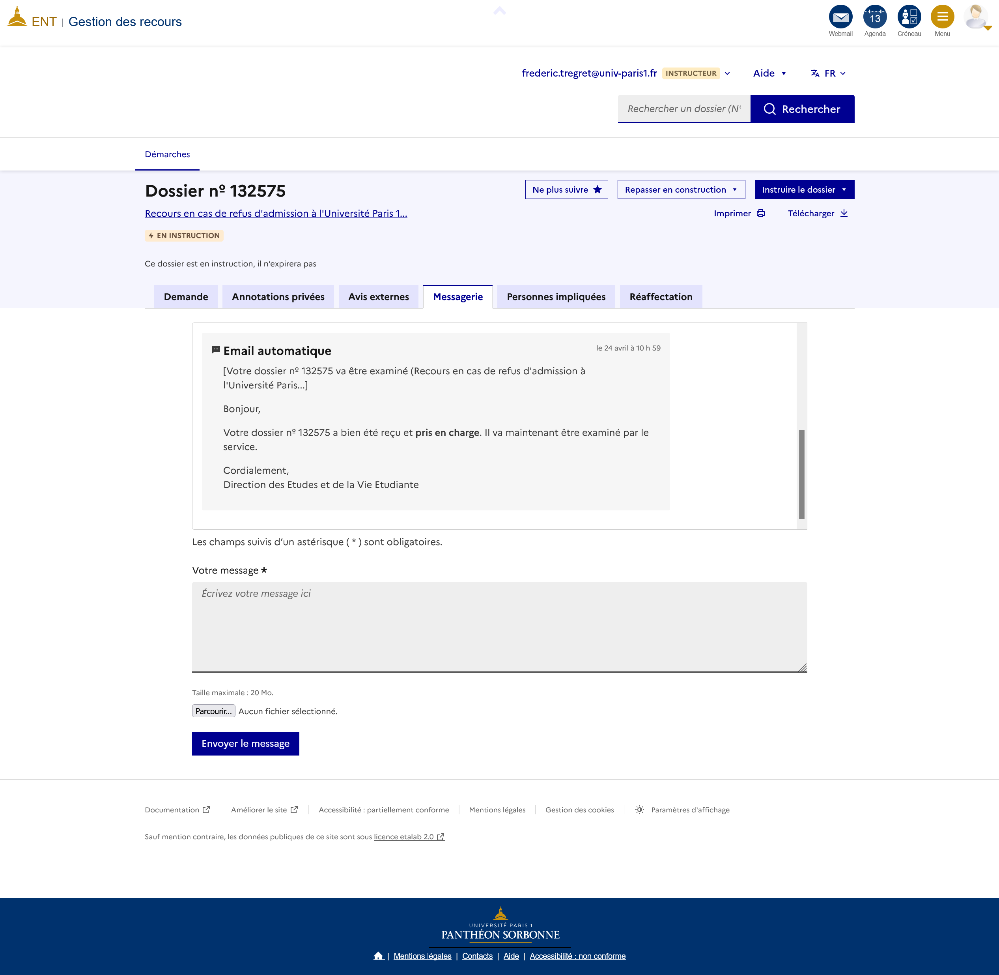 ENT | Gestion des recours
13
Webmail Agenda Créneau Menu
frederic.tregret@univ-paris1.fr INSTRUCTEUR Aide FR
Rechercher un dossier (N° Rechercher
Démarches
Dossier nº 132575
Ne plus suivre Repasser en construction Instruire le dossier
Recours en cas de refus d'admission à l'Université Paris 1...
Imprimer Télécharger
EN INSTRUCTION
Ce dossier est en instruction, il n’expirera pas
Demande Annotations privées Avis externes Messagerie Personnes impliquées Réaffectation
Email automatique le 24 avril à 10 h 59
[Votre dossier nº 132575 va être examiné (Recours en cas de refus d'admission à
l'Université Paris...]
Bonjour,
Votre dossier nº 132575 a bien été reçu et pris en charge. Il va maintenant être examiné par le
service.
Cordialement,
Direction des Etudes et de la Vie Etudiante
Les champs suivis d’un astérisque ( * ) sont obligatoires.
Votre message *
Écrivez votre message ici
Taille maximale : 20 Mo.
Parcourir... Aucun fichier sélectionné.
Envoyer le message
Documentation Améliorer le site Accessibilité : partiellement conforme Mentions légales Gestion des cookies Paramètres d'affichage
Sauf mention contraire, les données publiques de ce site sont sous licence etalab 2.0
UNIVERSITÉ PARIS 1
PANTHÉON SORBONNE
| Mentions légales | Contacts | Aide | Accessibilité : non conforme